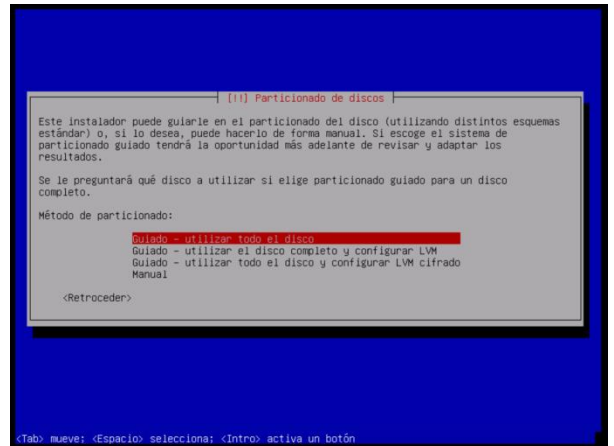 [!!] Particionado de discos
Este instalador puede guiarle en el particionado del disco (utilizando distintos esquemas
estándar) o, si lo desea, puede hacerlo de forma manual. Si escoge el sistema de
particionado guiado tendrá la oportunidad más adelante de revisar y adaptar los
resultados.
Se le preguntará qué disco a utilizar si elige particionado guiado para un disco
completo.
Método de particionado:
Guiado - utilizar todo el disco
Guiado - utilizar el disco completo y configurar LVM
Guiado - utilizar todo el disco y configurar LVM cifrado
Manual
<Retroceder>
<Tab> mueve; <Espacio> selecciona; <Intro> activa un botón